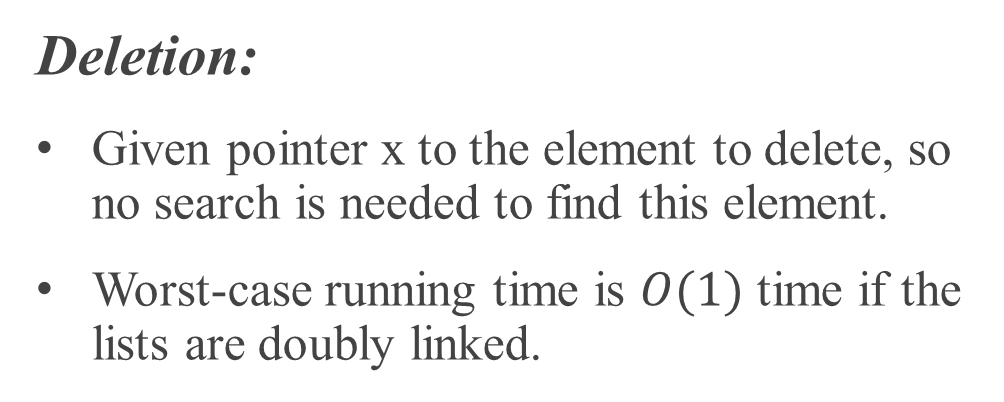 Deletion:
• Given pointer x to the element to delete, so
no search is needed to find this element.
• Worst-case running time is O(1) time if the
lists are doubly linked.